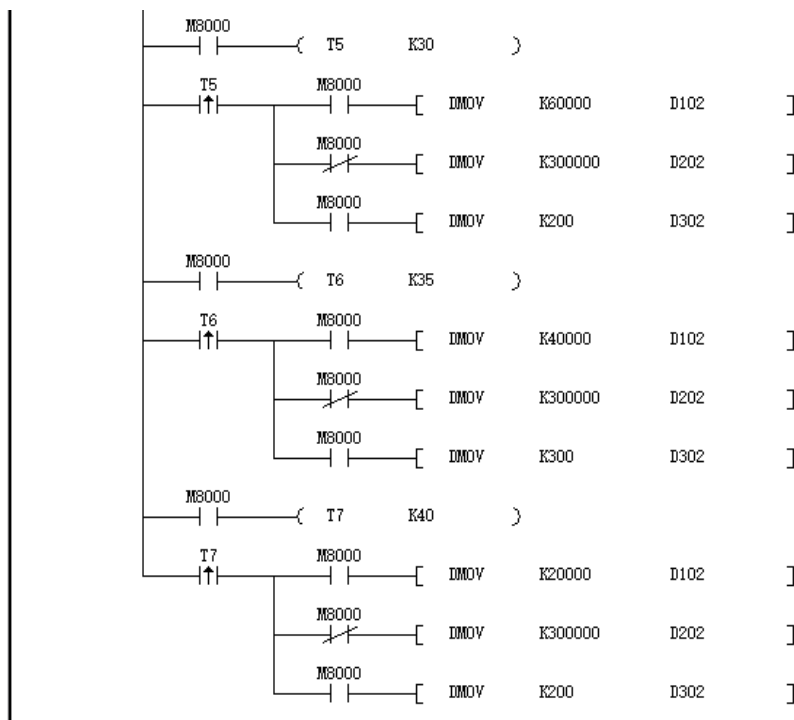 M8000
T5 K30
T5 M8000
DMOV K60000 D102
M8000
DMOV K300000 D202
M8000
DMOV K200 D302
M8000
T6 K35
T6 M8000
DMOV K40000 D102
M8000
DMOV K300000 D202
M8000
DMOV K300 D302
M8000
T7 K40
T7 M8000
DMOV K20000 D102
M8000
DMOV K300000 D202
M8000
DMOV K200 D302